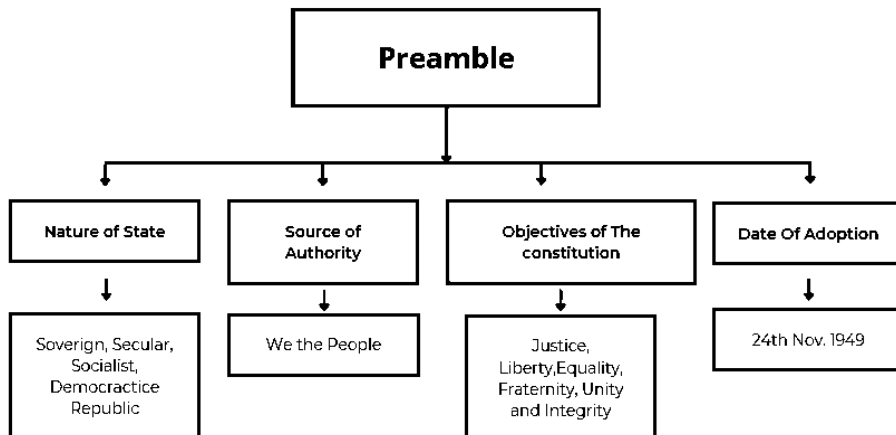 Preamble
Nature of State
Source of
Authority
Objectives of The
constitution
Date Of Adoption
Soverign, Secular,
Socialist,
Democractice
Republic
We the People
Justice,
Liberty,Equality,
Fraternity, Unity
and Integrity
24th Nov. 1949